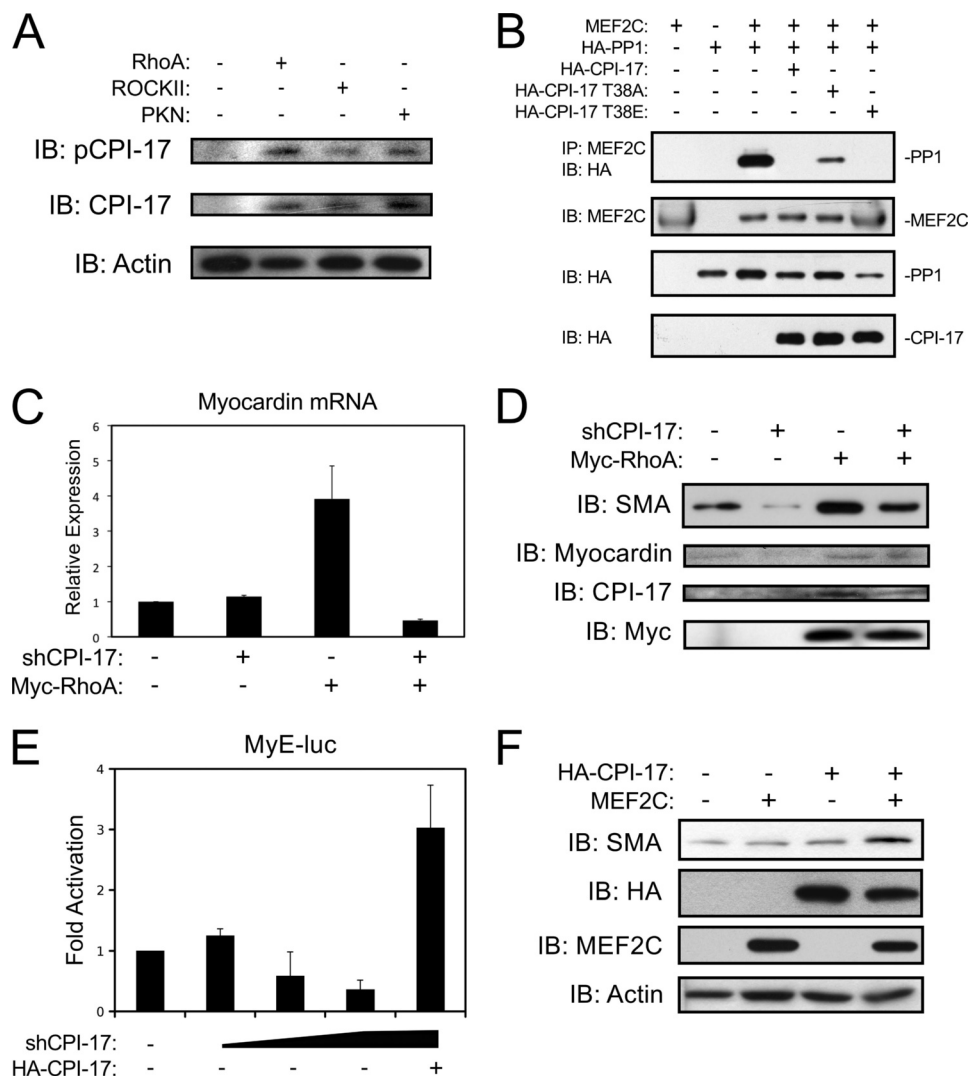 A
RhoA: - + - -
ROCKII: - - + -
PKN: - - - +
IB: pCPI-17
IB: CPI-17
IB: Actin
B
MEF2C: + - + + + +
HA-PP1: - + + + + +
HA-CPI-17: - - - + - -
HA-CPI-17 T38A: - - - - + -
HA-CPI-17 T38E: - - - - - +
IP: MEF2C
IB: HA
-PP1
IB: MEF2C -MEF2C
IB: HA -PP1
IB: HA -CPI-17
C
Myocardin mRNA
Relative Expression
6
5
4
3
2
1
0
shCPI-17: - + - +
Myc-RhoA: - - + +
D
shCPI-17: - + - +
Myc-RhoA: - - + +
IB: SMA
IB: Myocardin
IB: CPI-17
IB: Myc
E
MyE-luc
Fold Activation
4
3
2
1
0
shCPI-17: -
HA-CPI-17: - - - - +
F
HA-CPI-17: - - + +
MEF2C: - + - +
IB: SMA
IB: HA
IB: MEF2C
IB: Actin